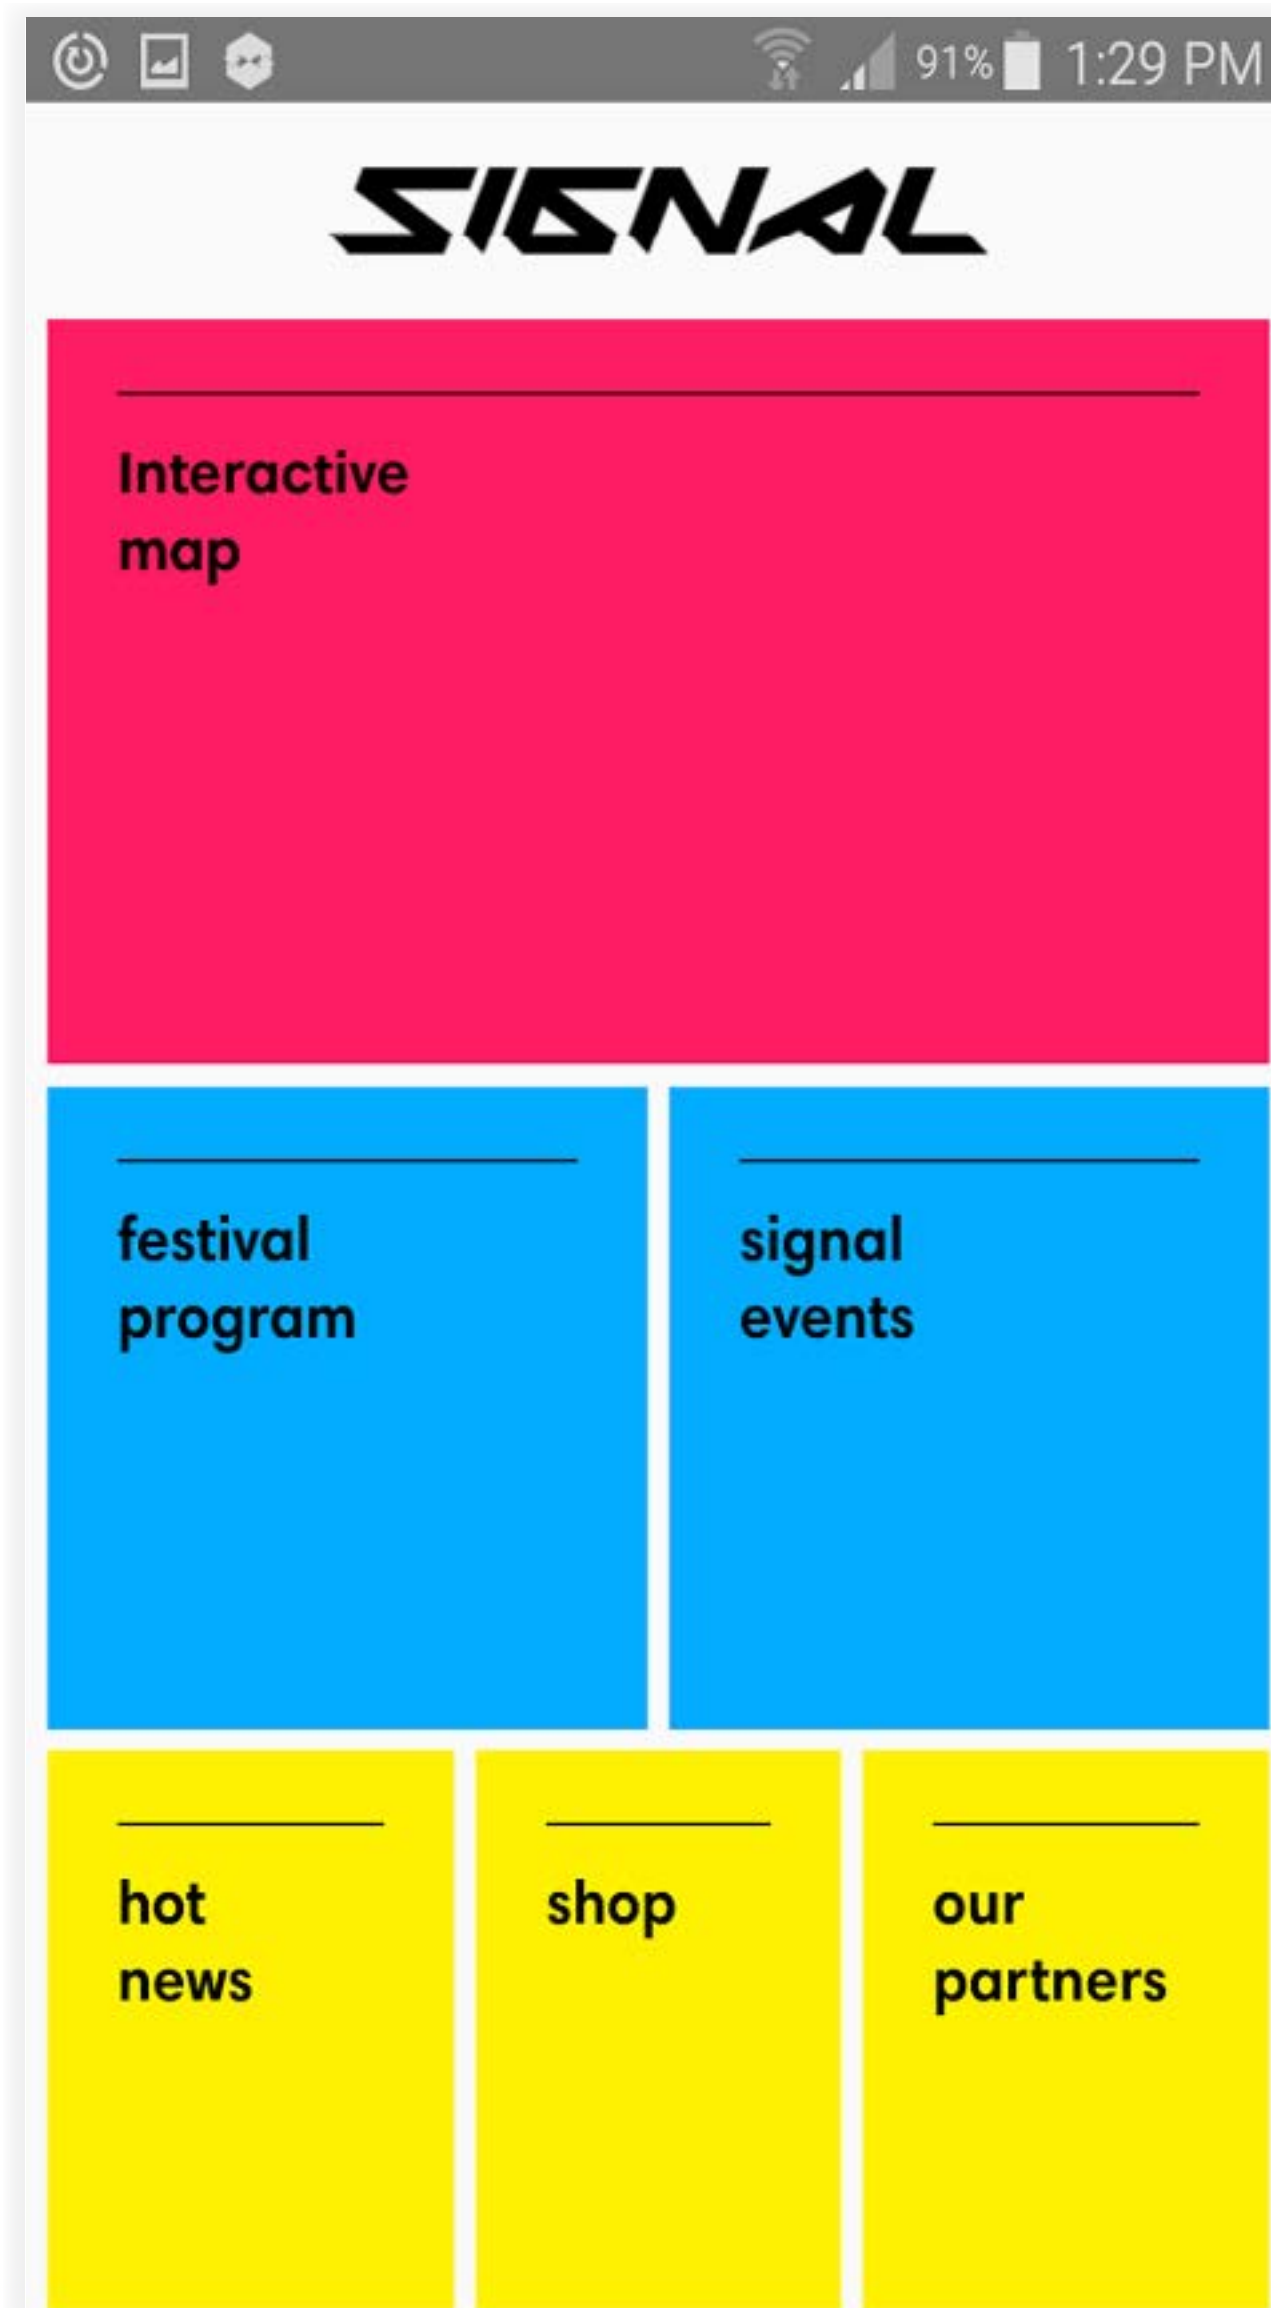 91% 1:29 PM
SIGNAL
Interactive
map
festival
program
signal
events
hot
news
shop
our
partners